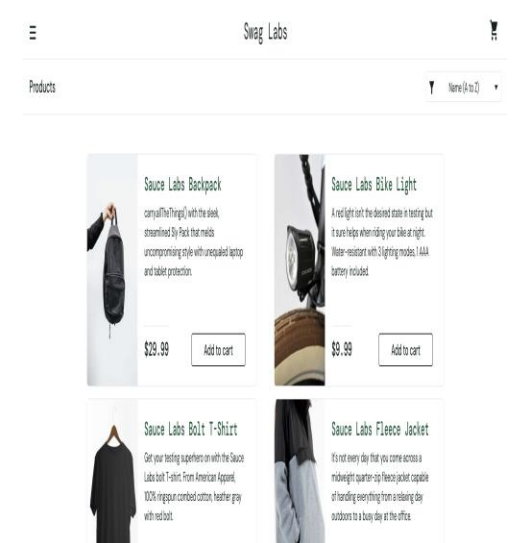 Swag Labs
Products
Name (A to Z)
Sauce Labs Backpack
carry.allTheThings() with the sleek,
streamlined Sly Pack that melds
uncompromising style with unequaled laptop
and tablet protection.
$29.99
Add to cart
Sauce Labs Bike Light
A red light isn't the desired state in testing but
it sure helps when riding your bike at night.
Water-resistant with 3 lighting modes, 1 AAA
battery included.
$9.99
Add to cart
Sauce Labs Bolt T-Shirt
Get your testing superhero on with the Sauce
Labs bolt T-shirt. From American Apparel,
100% ringspun combed cotton, heather gray
with red bolt.
Sauce Labs Fleece Jacket
It's not every day that you come across a
midweight quarter-zip fleece jacket capable
of handling everything from a relaxing day
outdoors to a busy day at the office.